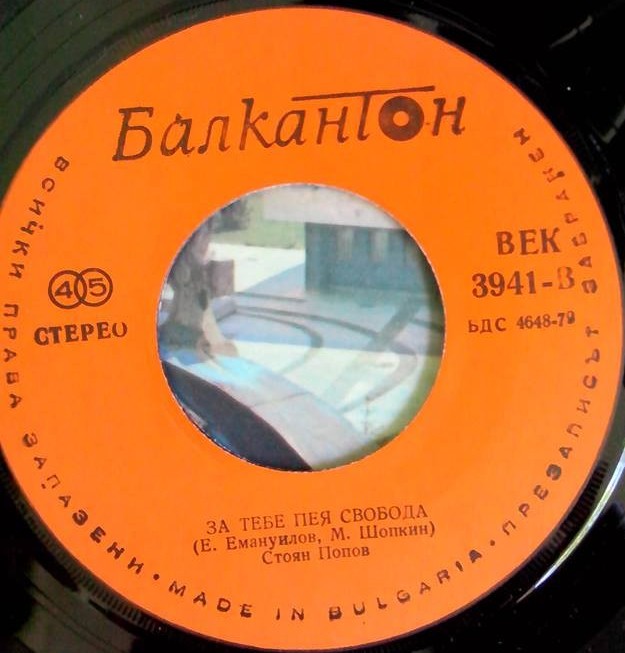 Балкантон
ВЕК
3941-В
БДС 4648-79
45
СТЕРЕО
ЗА ТЕБЕ ПЕЯ СВОБОДА
(Е. Емануилов, М. Шопкин)
Стоян Попов
ВСИЧКИ ПРАВА ЗАПАЗЕНИ • MADE IN BULGARIA • ПРЕЗАПИСЪТ ЗАБРАНЕН